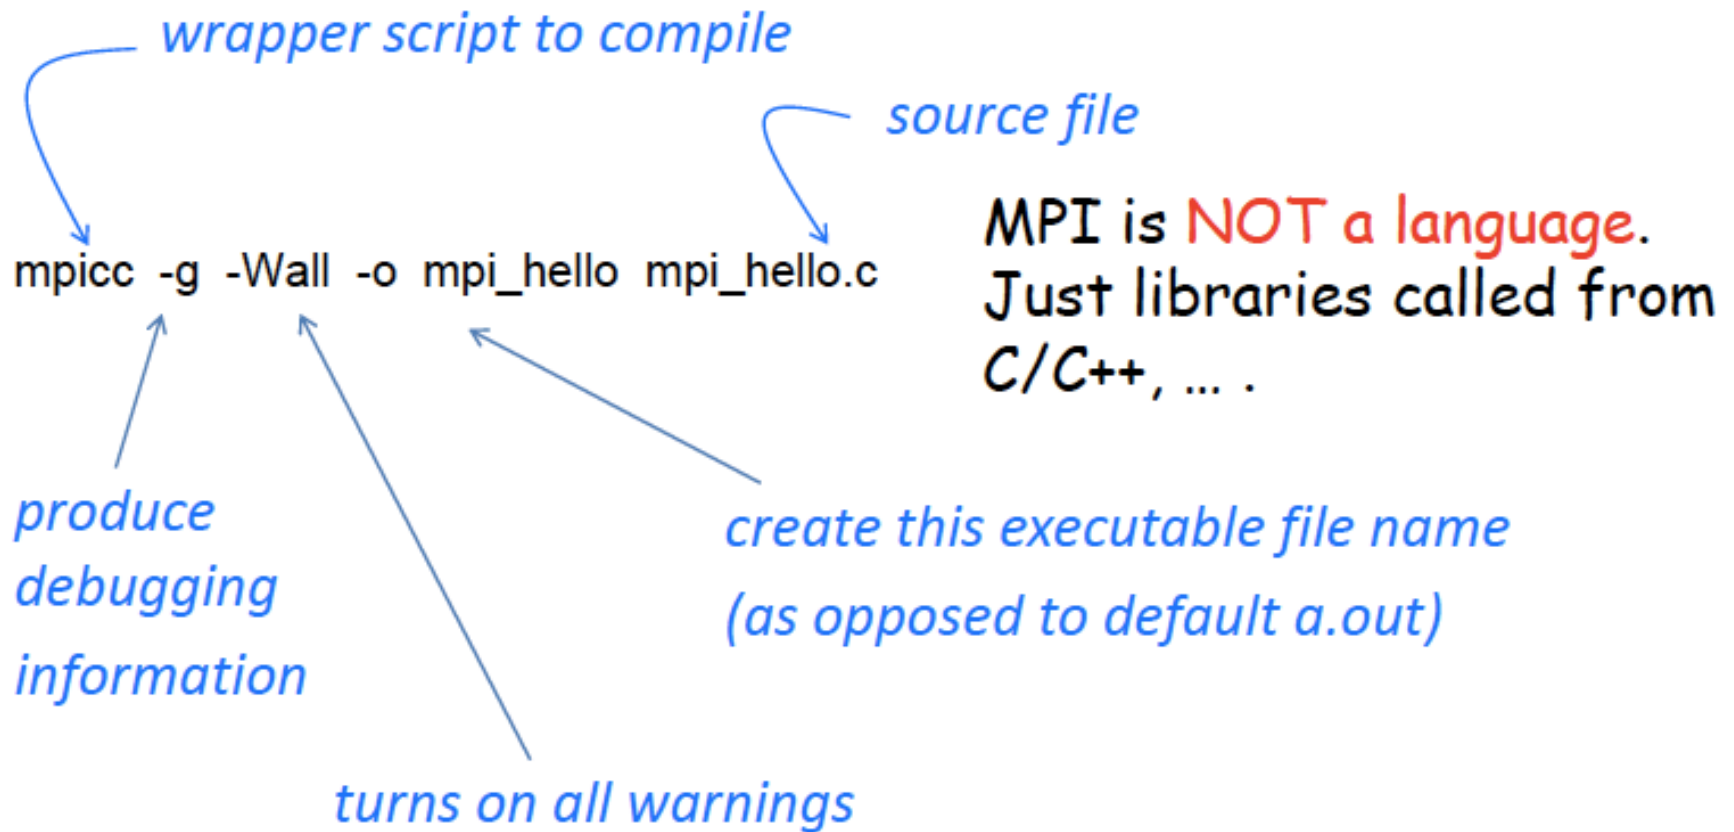 wrapper script to compile
source file
mpicc -g -Wall -o mpi_hello mpi_hello.c
MPI is NOT a language.
Just libraries called from
C/C++, ... .
produce
debugging
information
create this executable file name
(as opposed to default a.out)
turns on all warnings